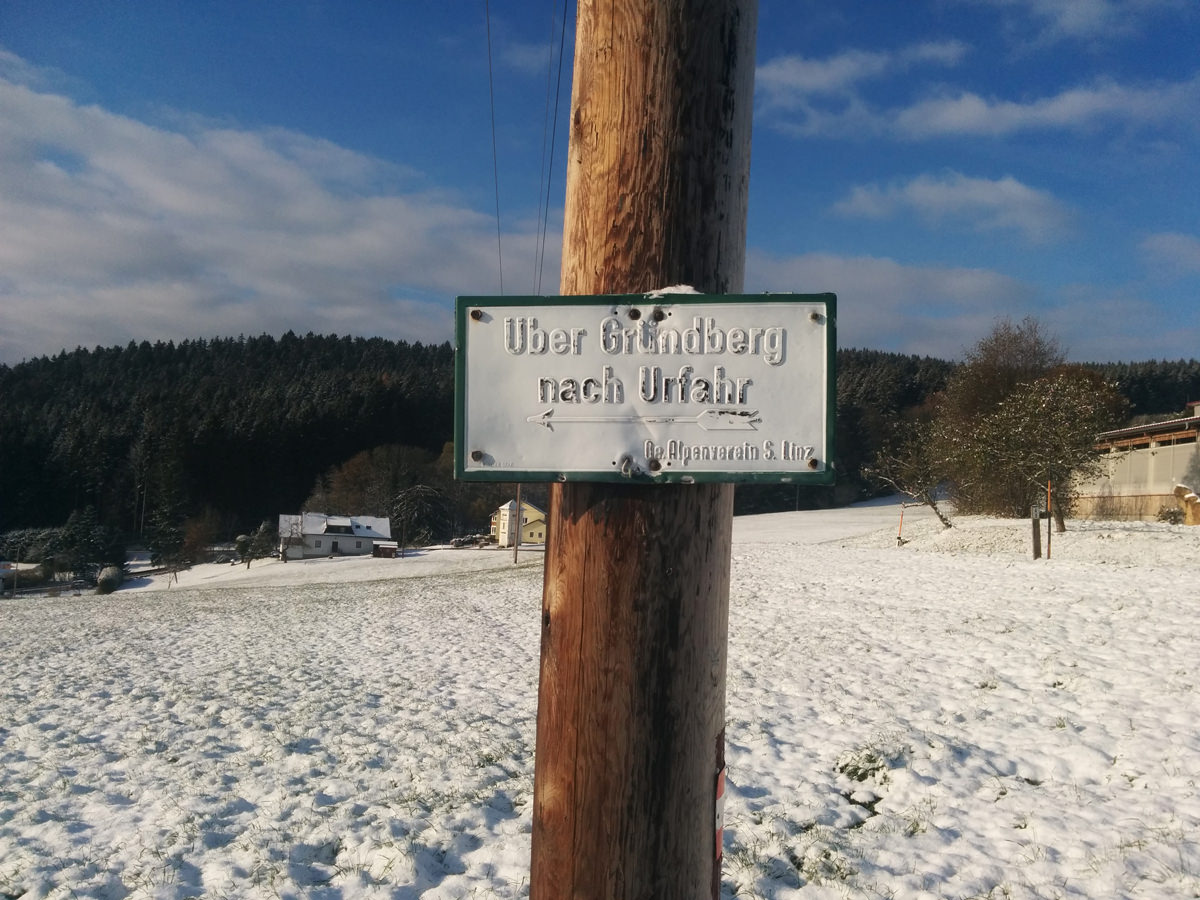 Über Gründberg
nach Urfahr
Oe. Alpenverein S. Linz